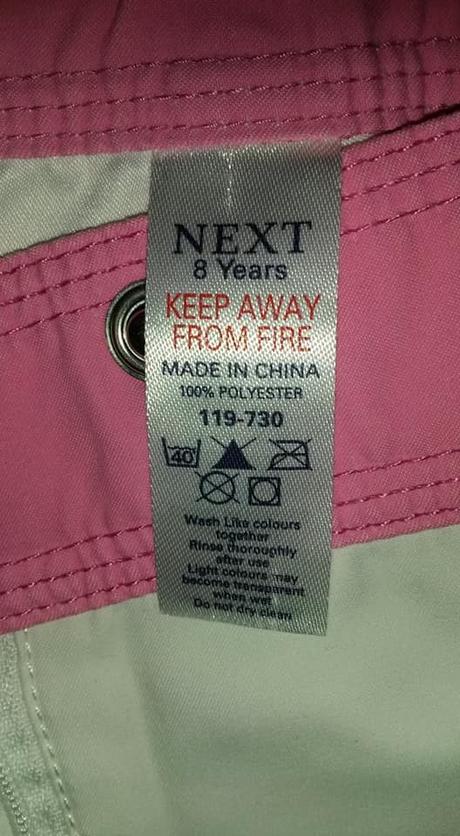 NEXT
8 Years
KEEP AWAY
FROM FIRE
MADE IN CHINA
100% POLYESTER
119-730
40
Wash Like colours
together
Rinse thoroughly
after use
Light colours may
become transparent
when wet
Do not dry clean